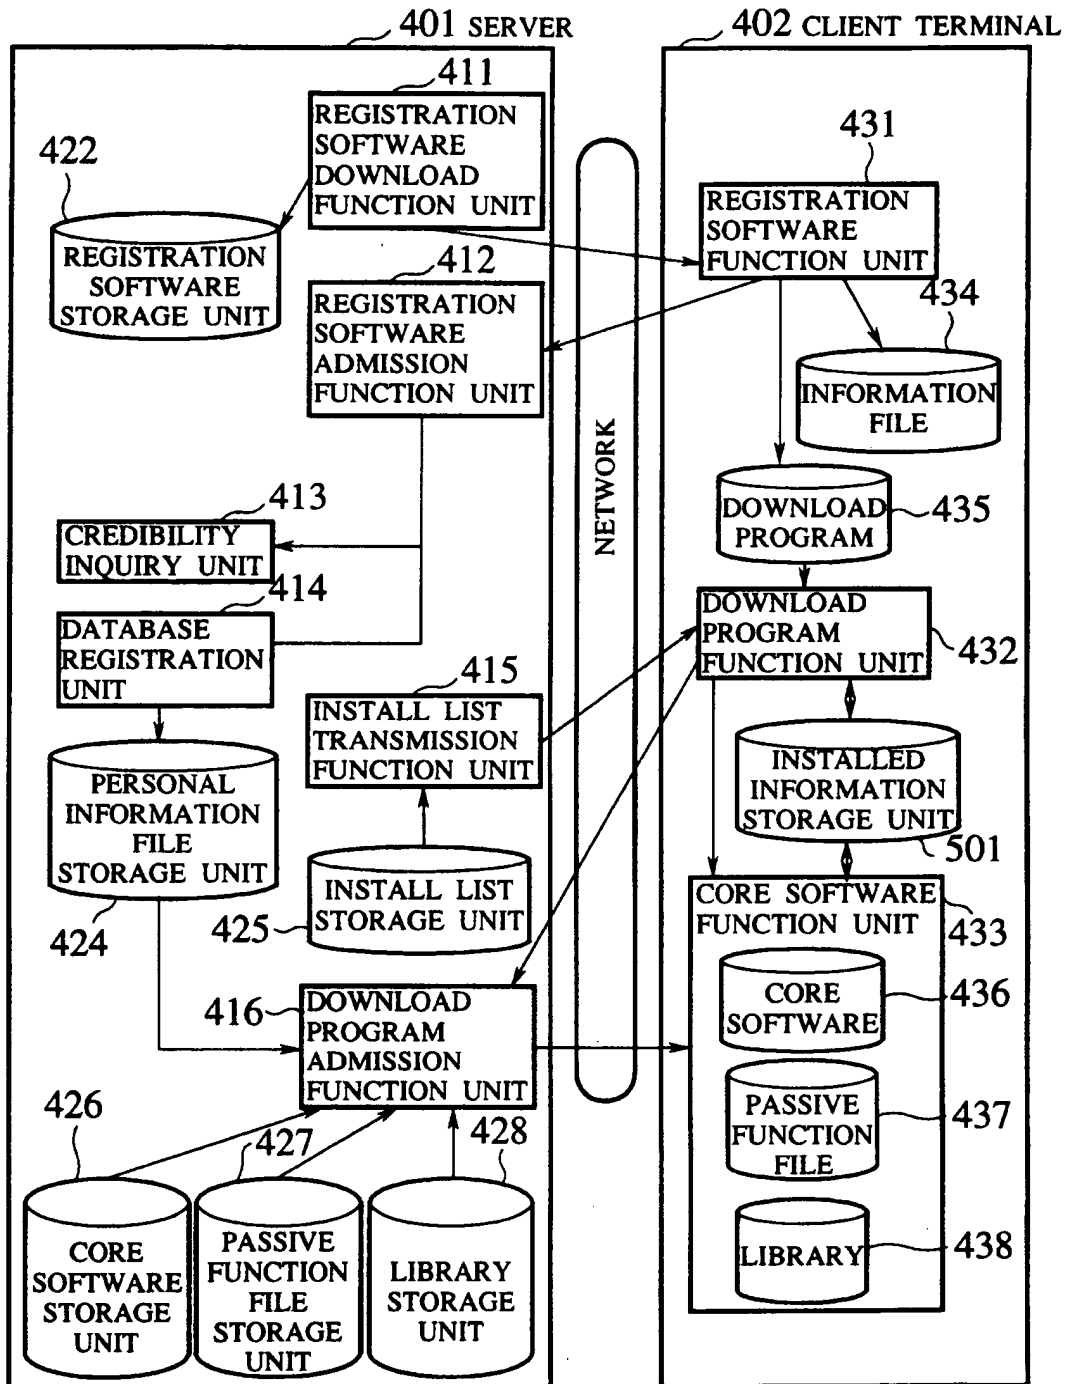 401 SERVER
411
REGISTRATION
SOFTWARE
DOWNLOAD
FUNCTION UNIT
422
REGISTRATION
SOFTWARE
STORAGE UNIT
412
REGISTRATION
SOFTWARE
ADMISSION
FUNCTION UNIT
413
CREDIBILITY
INQUIRY UNIT
414
DATABASE
REGISTRATION
UNIT
415
INSTALL LIST
TRANSMISSION
FUNCTION UNIT
PERSONAL
INFORMATION
FILE
STORAGE UNIT
424
INSTALL LIST
STORAGE UNIT
425
416
DOWNLOAD
PROGRAM
ADMISSION
FUNCTION UNIT
426
CORE
SOFTWARE
STORAGE
UNIT
427
PASSIVE
FUNCTION
FILE
STORAGE
UNIT
428
LIBRARY
STORAGE
UNIT
NETWORK
402 CLIENT TERMINAL
431
REGISTRATION
SOFTWARE
FUNCTION UNIT
434
INFORMATION
FILE
DOWNLOAD
PROGRAM
435
DOWNLOAD
PROGRAM
FUNCTION UNIT
432
INSTALLED
INFORMATION
STORAGE UNIT
501
CORE SOFTWARE
FUNCTION UNIT
433
CORE
SOFTWARE
436
PASSIVE
FUNCTION
FILE
437
LIBRARY
438